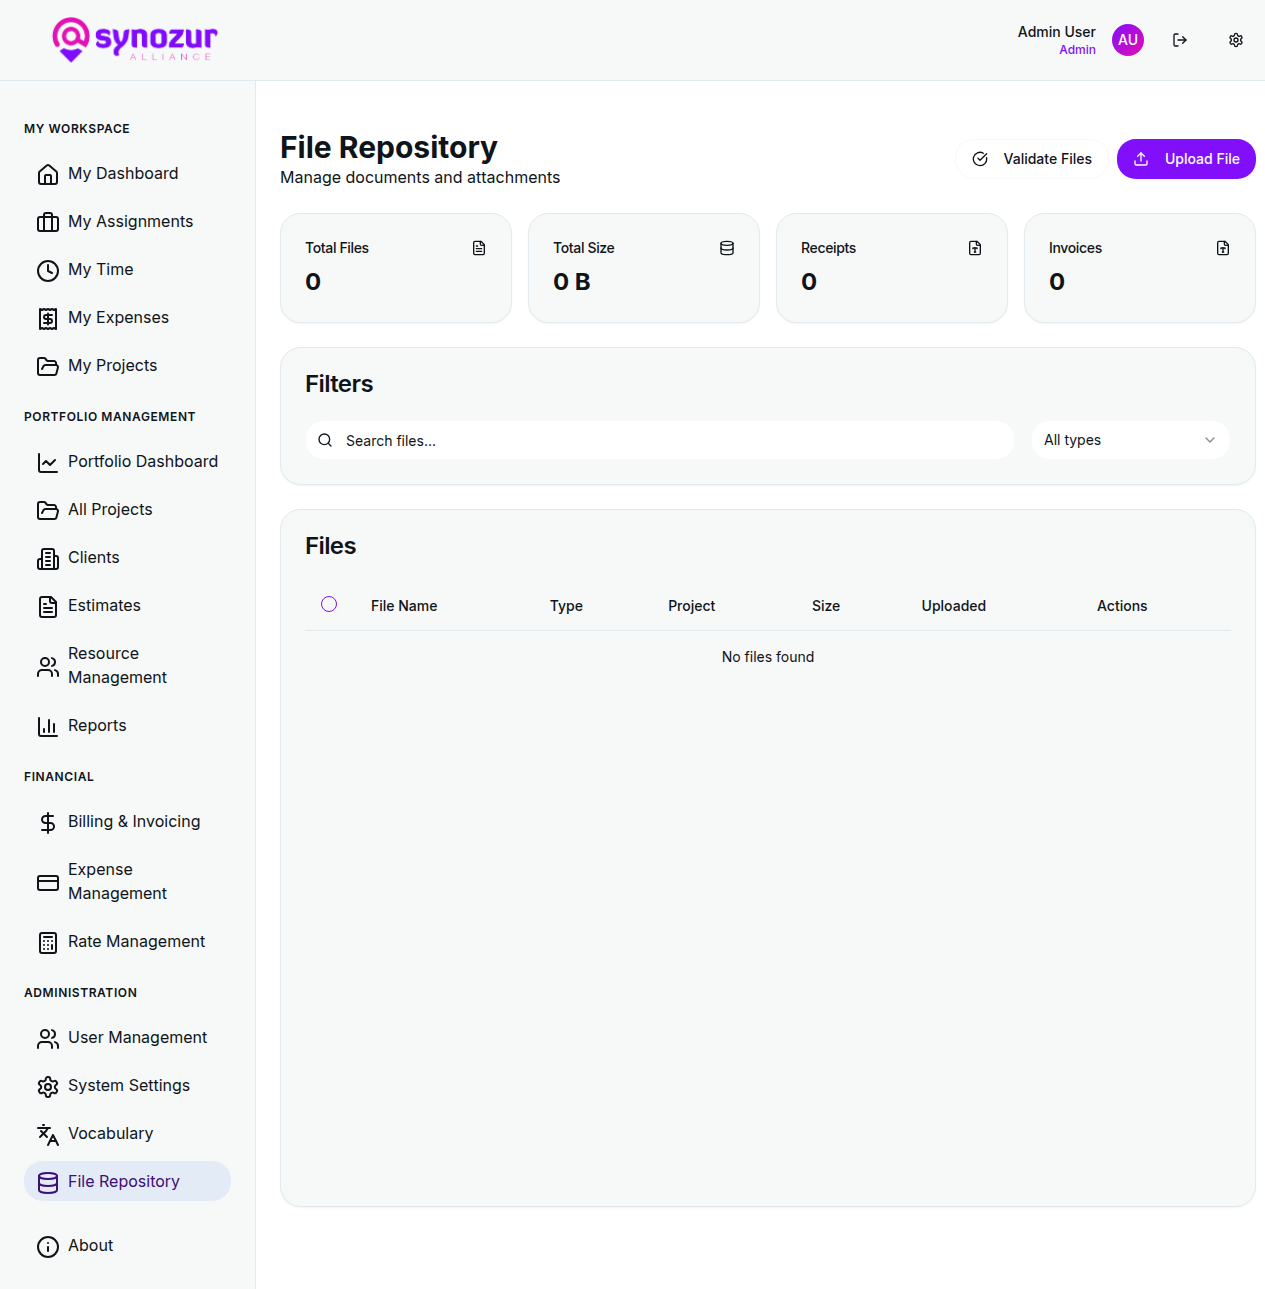 synozur
ALLIANCE
Admin User
Admin
AU
MY WORKSPACE
My Dashboard
My Assignments
My Time
My Expenses
My Projects
PORTFOLIO MANAGEMENT
Portfolio Dashboard
All Projects
Clients
Estimates
Resource
Management
Reports
FINANCIAL
Billing & Invoicing
Expense
Management
Rate Management
ADMINISTRATION
User Management
System Settings
Vocabulary
File Repository
About
File Repository
Manage documents and attachments
Validate Files
Upload File
Total Files
0
Total Size
0 B
Receipts
0
Invoices
0
Filters
Search files...
All types
Files
File Name Type Project Size Uploaded Actions
No files found